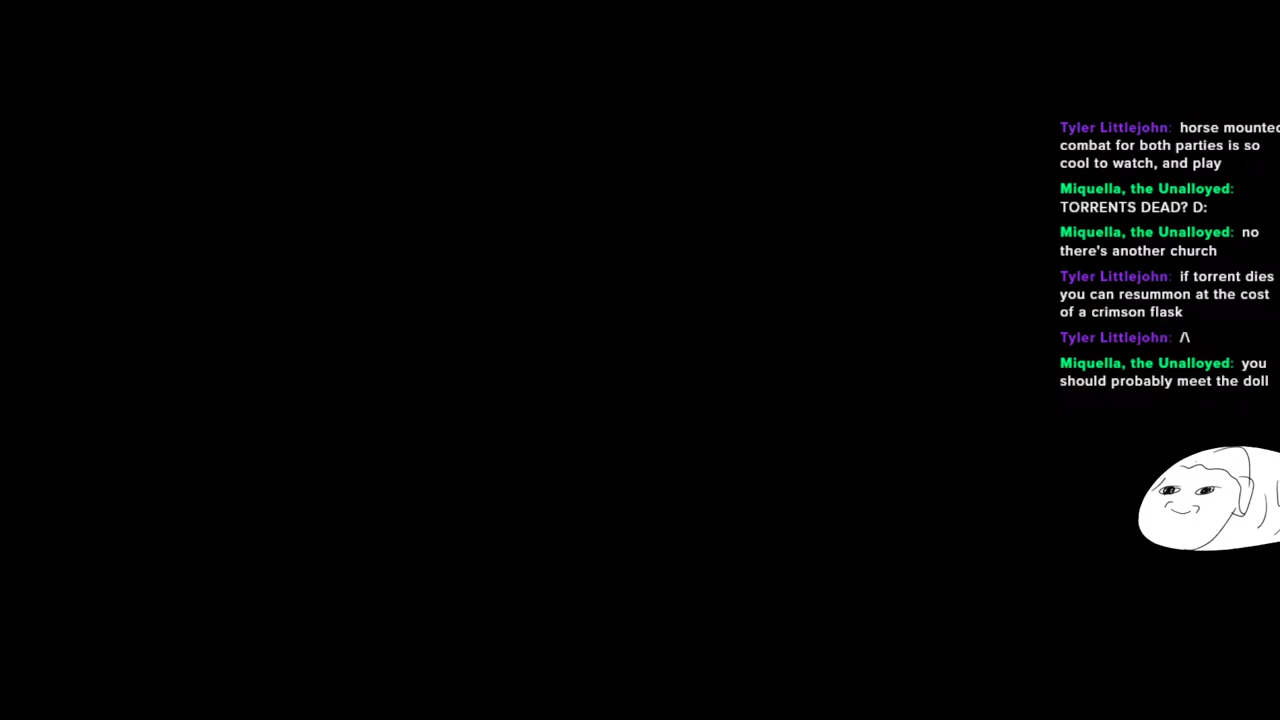 Tyler Littlejohn: horse mounted
combat for both parties is so
cool to watch, and play
Miquella, the Unalloyed:
TORRENTS DEAD? D:
Miquella, the Unalloyed: no
there's another church
Tyler Littlejohn: if torrent dies
you can resummon at the cost
of a crimson flask
Tyler Littlejohn: /\
Miquella, the Unalloyed: you
should probably meet the doll